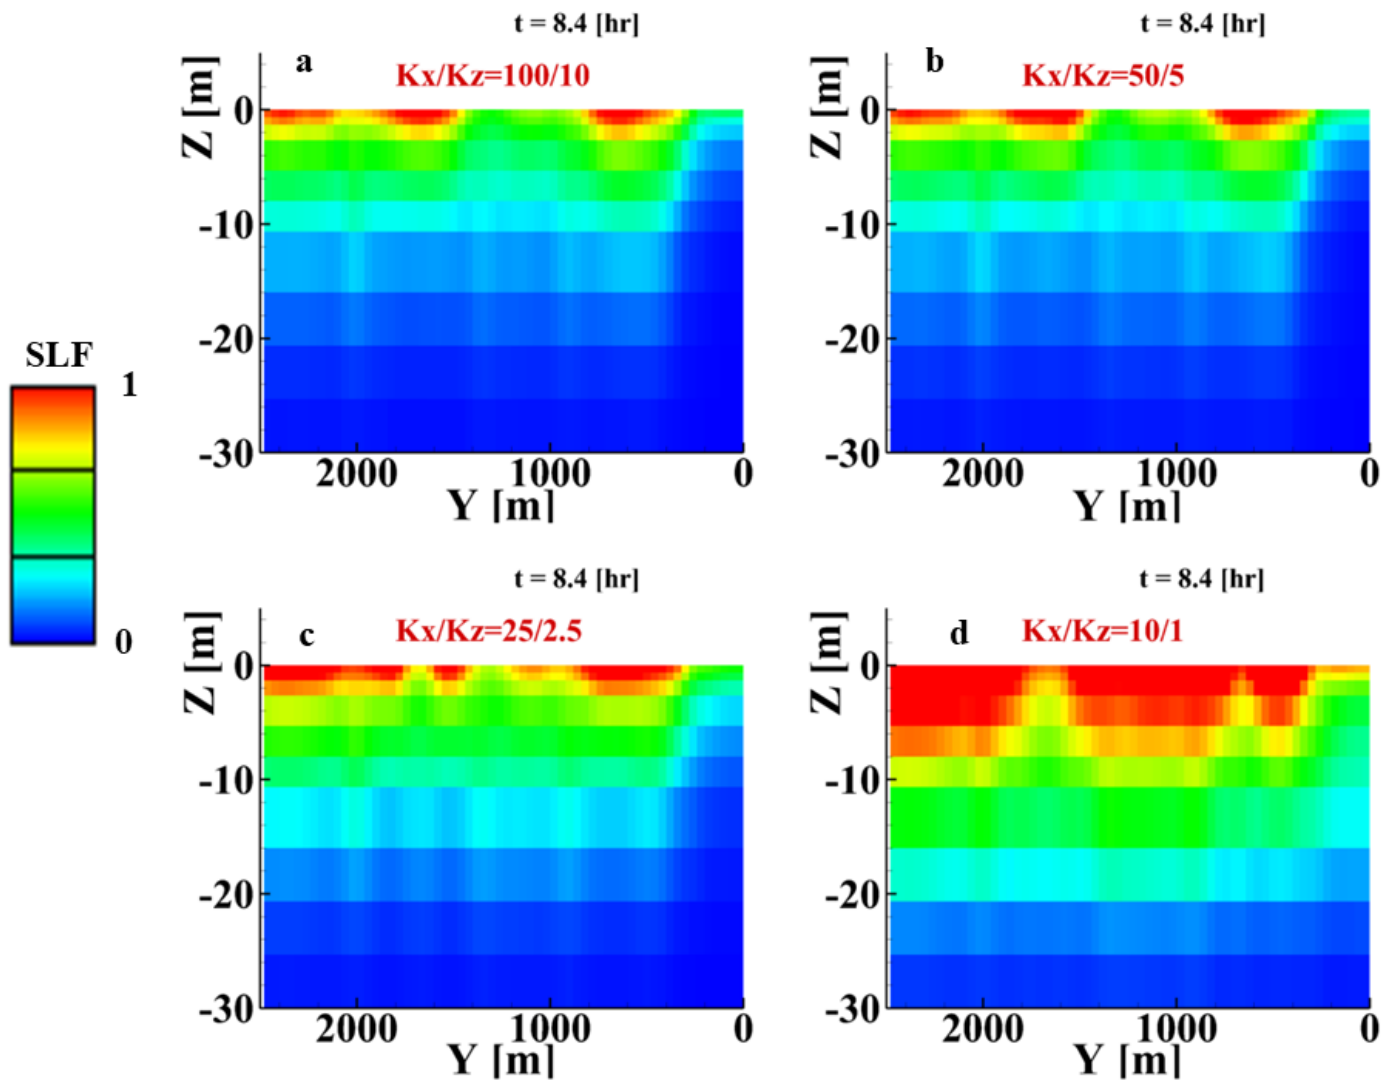 t = 8.4 [hr]
a
Kx/Kz=100/10
Z [m]
0
-10
-20
-30
2000
1000
0
Y [m]
t = 8.4 [hr]
b
Kx/Kz=50/5
Z [m]
0
-10
-20
-30
2000
1000
0
Y [m]
SLF
1
0
t = 8.4 [hr]
c
Kx/Kz=25/2.5
Z [m]
0
-10
-20
-30
2000
1000
0
Y [m]
t = 8.4 [hr]
d
Kx/Kz=10/1
Z [m]
0
-10
-20
-30
2000
1000
0
Y [m]